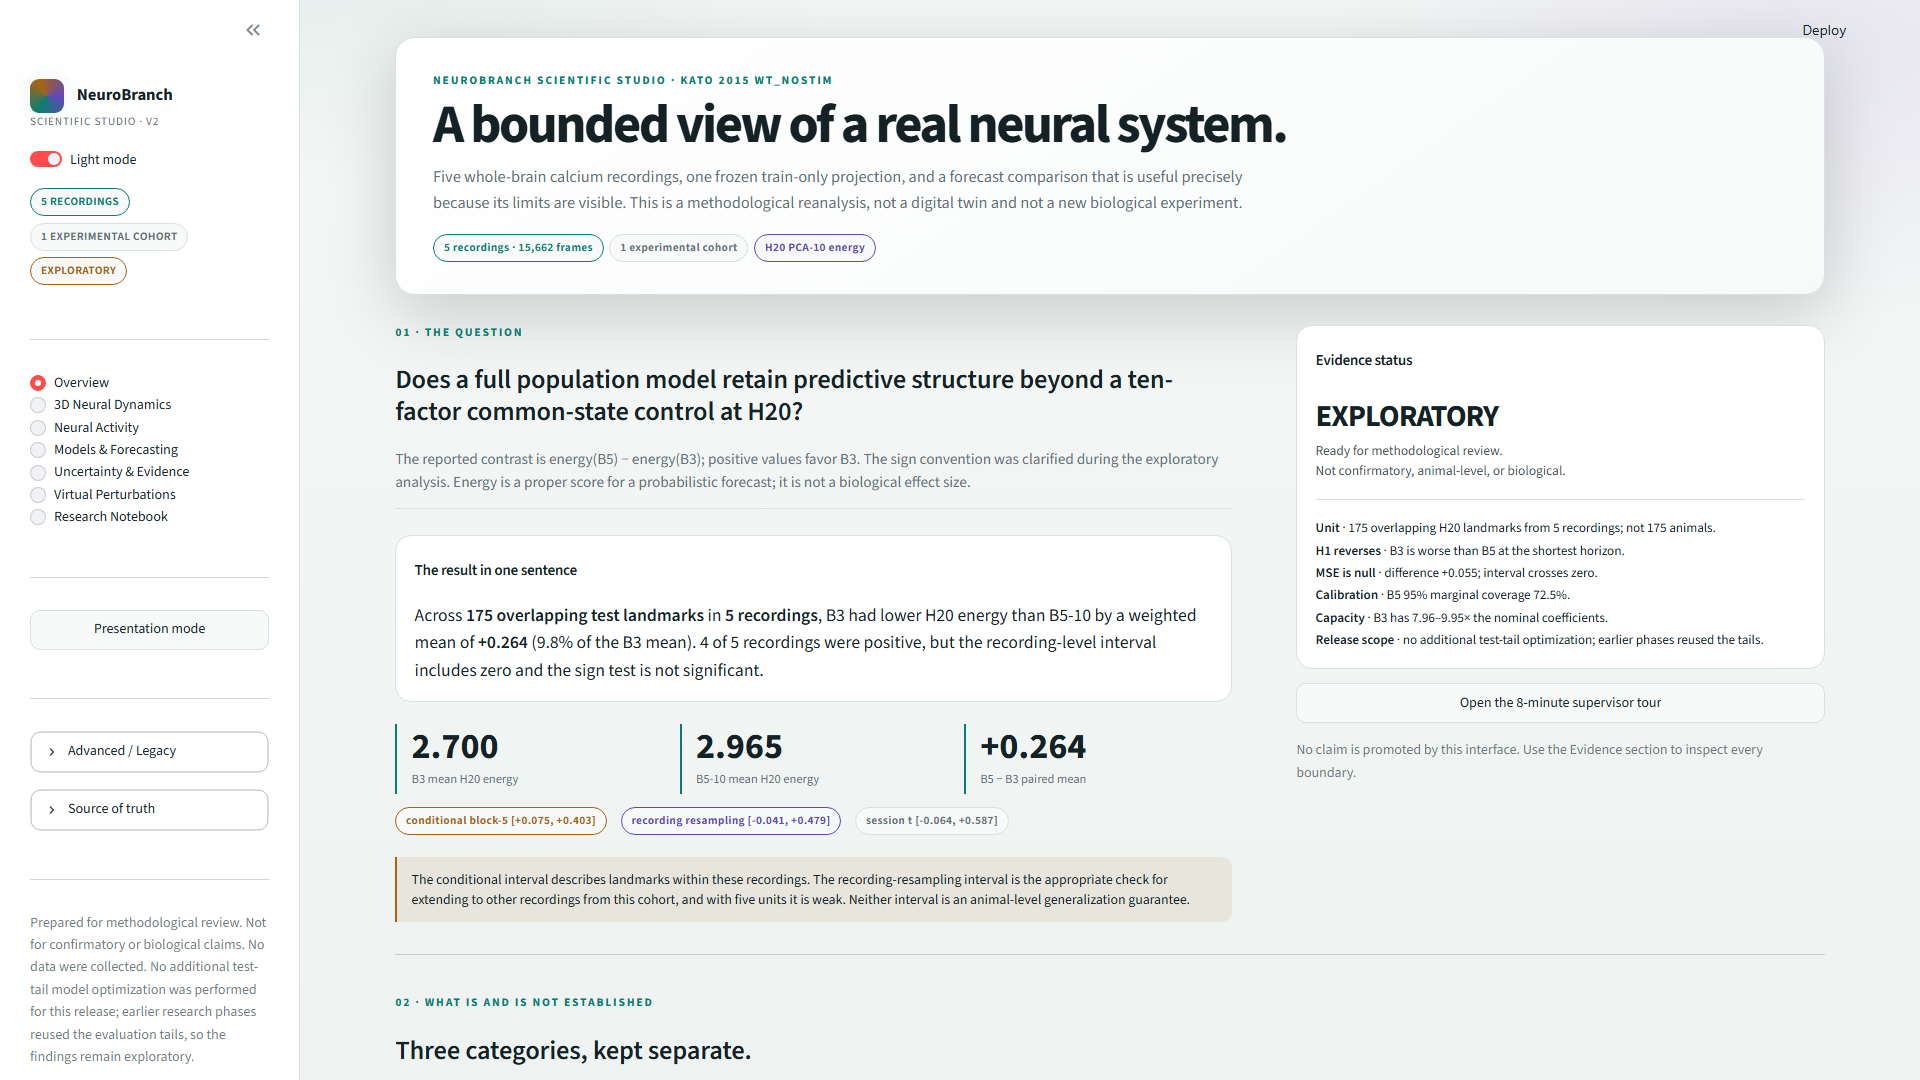 Deploy
NeuroBranch
SCIENTIFIC STUDIO · V2
Light mode
5 RECORDINGS
1 EXPERIMENTAL COHORT
EXPLORATORY
Overview
3D Neural Dynamics
Neural Activity
Models & Forecasting
Uncertainty & Evidence
Virtual Perturbations
Research Notebook
Presentation mode
Advanced / Legacy
Source of truth
Prepared for methodological review. Not
for confirmatory or biological claims. No
data were collected. No additional test-
tail model optimization was performed
for this release; earlier research phases
reused the evaluation tails, so the
findings remain exploratory.
NEUROBRANCH SCIENTIFIC STUDIO · KATO 2015 WT_NOSTIM
A bounded view of a real neural system.
Five whole-brain calcium recordings, one frozen train-only projection, and a forecast comparison that is useful precisely
because its limits are visible. This is a methodological reanalysis, not a digital twin and not a new biological experiment.
5 recordings · 15,662 frames
1 experimental cohort
H20 PCA-10 energy
01 · THE QUESTION
Does a full population model retain predictive structure beyond a ten-
factor common-state control at H20?
The reported contrast is energy(B5) − energy(B3); positive values favor B3. The sign convention was clarified during the exploratory
analysis. Energy is a proper score for a probabilistic forecast; it is not a biological effect size.
The result in one sentence
Across 175 overlapping test landmarks in 5 recordings, B3 had lower H20 energy than B5-10 by a weighted
mean of +0.264 (9.8% of the B3 mean). 4 of 5 recordings were positive, but the recording-level interval
includes zero and the sign test is not significant.
2.700
B3 mean H20 energy
2.965
B5-10 mean H20 energy
+0.264
B5 − B3 paired mean
conditional block-5 [+0.075, +0.403]
recording resampling [-0.041, +0.479]
session t [-0.064, +0.587]
The conditional interval describes landmarks within these recordings. The recording-resampling interval is the appropriate check for
extending to other recordings from this cohort, and with five units it is weak. Neither interval is an animal-level generalization guarantee.
Evidence status
EXPLORATORY
Ready for methodological review.
Not confirmatory, animal-level, or biological.
Unit · 175 overlapping H20 landmarks from 5 recordings; not 175 animals.
H1 reverses · B3 is worse than B5 at the shortest horizon.
MSE is null · difference +0.055; interval crosses zero.
Calibration · B5 95% marginal coverage 72.5%.
Capacity · B3 has 7.96–9.95× the nominal coefficients.
Release scope · no additional test-tail optimization; earlier phases reused the tails.
Open the 8-minute supervisor tour
No claim is promoted by this interface. Use the Evidence section to inspect every
boundary.
02 · WHAT IS AND IS NOT ESTABLISHED
Three categories, kept separate.